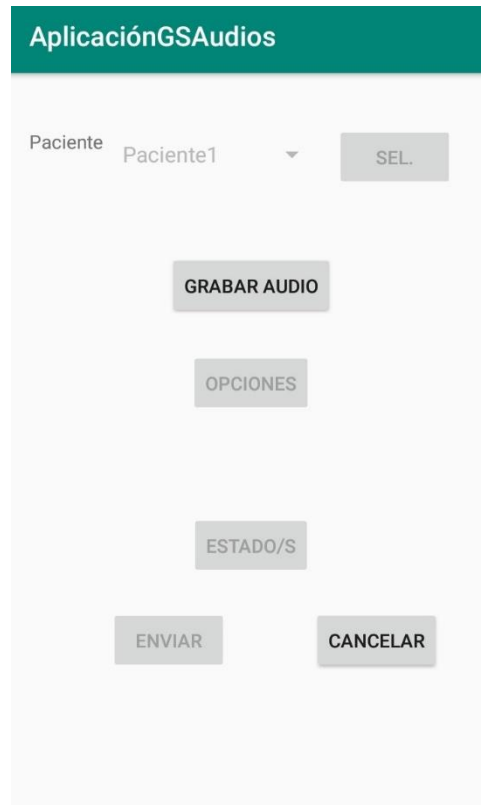 AplicaciónGSAudios
Paciente Paciente1 SEL.
GRABAR AUDIO
OPCIONES
ESTADO/S
ENVIAR CANCELAR